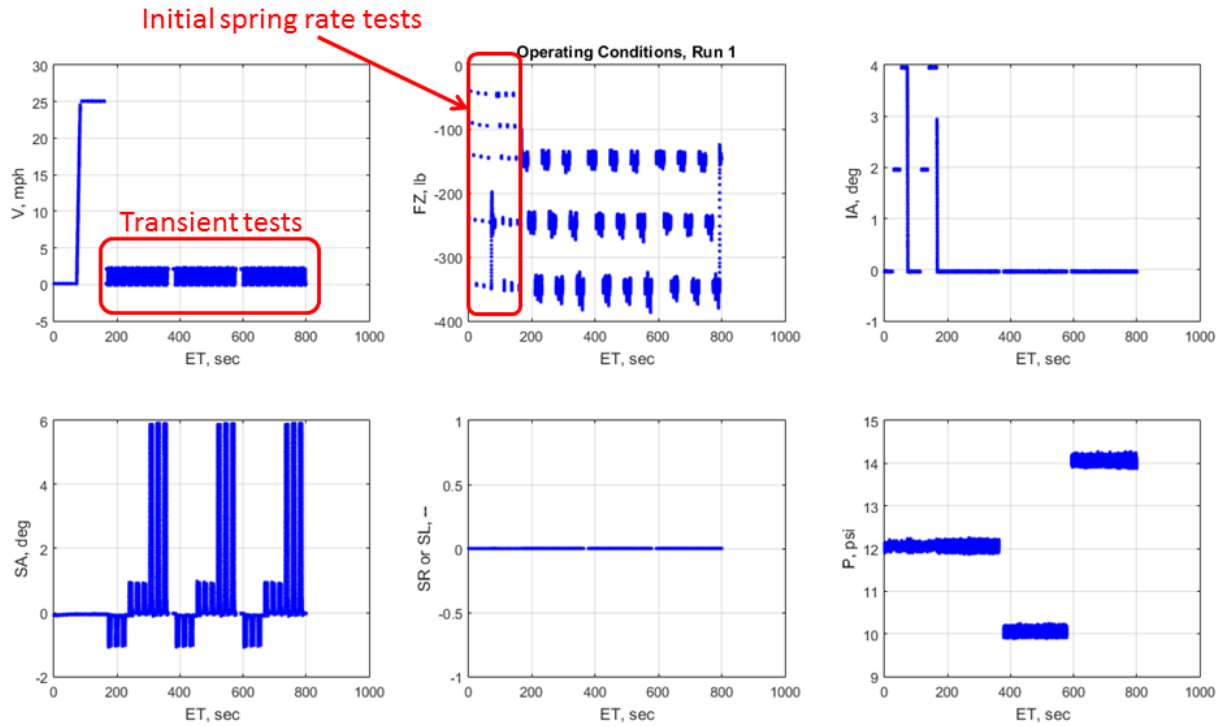 Initial spring rate tests
Operating Conditions, Run 1
30
25
20
15
10
5
0
-5
V, mph
Transient tests
0 200 400 600 800 1000
ET, sec
0
-100
-200
-300
-400
FZ, lb
0 200 400 600 800 1000
ET, sec
4
3
2
1
0
-1
IA, deg
0 200 400 600 800 1000
ET, sec
6
4
2
0
-2
SA, deg
0 200 400 600 800 1000
ET, sec
1
0.5
0
-0.5
-1
SR or SL, --
0 200 400 600 800 1000
ET, sec
15
14
13
12
11
10
9
P, psi
0 200 400 600 800 1000
ET, sec